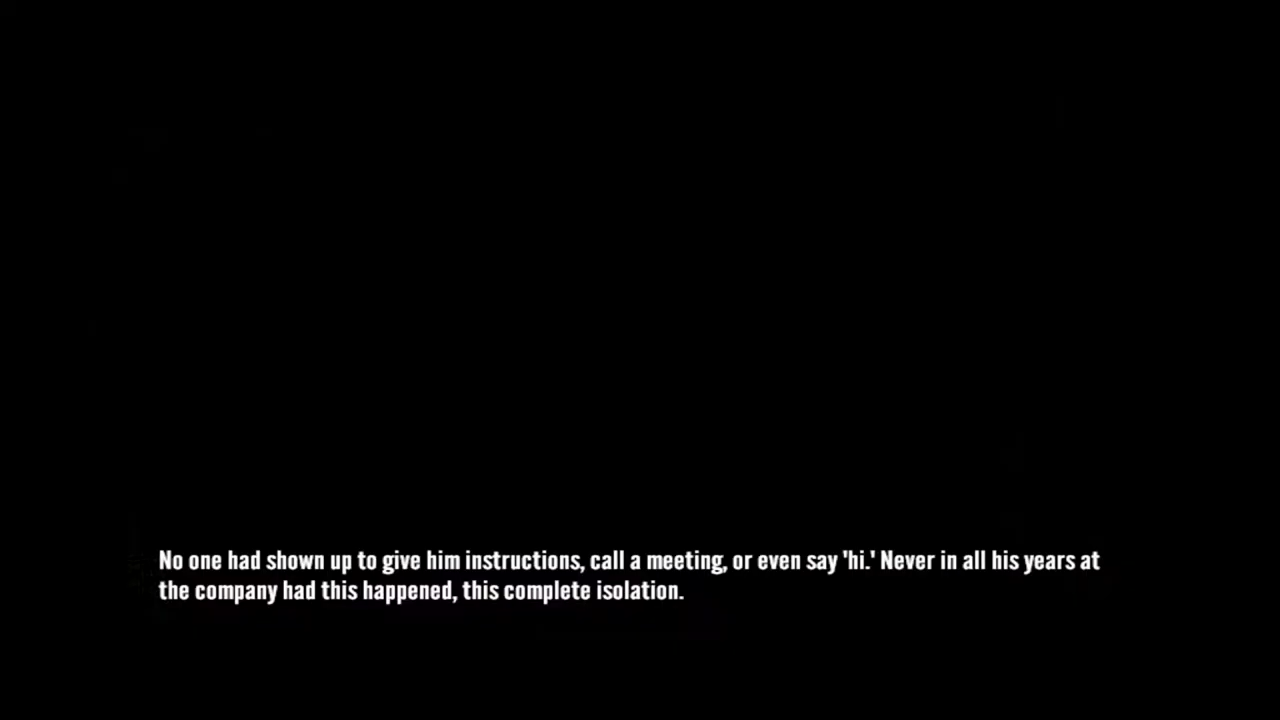 No one had shown up to give him instructions, call a meeting, or even say 'hi.' Never in all his years at
the company had this happened, this complete isolation.